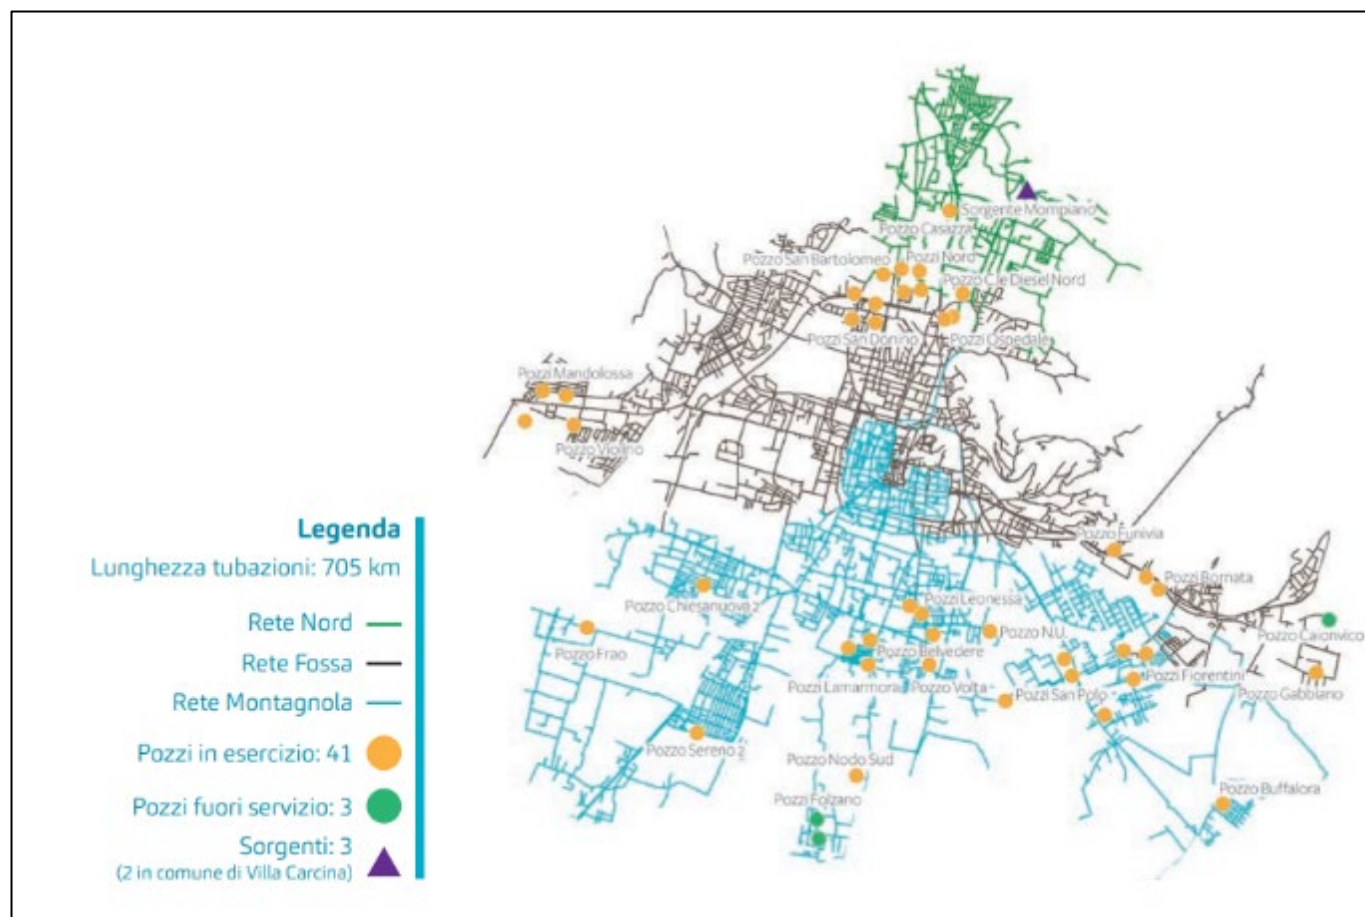 Sorgente Mompiano
Pozzo Casazza
Pozzo San Bartolomeo
Pozzi Nord
Pozzo C.le Diesel Nord
Pozzi San Donino
Pozzi Ospedale
Pozzi Mandolossa
Pozzo Violino
Legenda
Lunghezza tubazioni: 705 km
Rete Nord
Rete Fossa
Rete Montagnola
Pozzi in esercizio: 41
Pozzi fuori servizio: 3
Sorgenti: 3
(2 in comune di Villa Carcina)
Pozzo Funivia
Pozzi Bornata
Pozzo Chiesanuova 2
Pozzi Leonessa
Pozzo N.U.
Pozzo Caionvico
Pozzo Frao
Pozzo Belvedere
Pozzi Fiorentini
Pozzi Lamarmora
Pozzo Volta
Pozzi San Polo
Pozzo Gabbiano
Pozzo Sereno 2
Pozzo Nodo Sud
Pozzi Folzano
Pozzo Buffalora